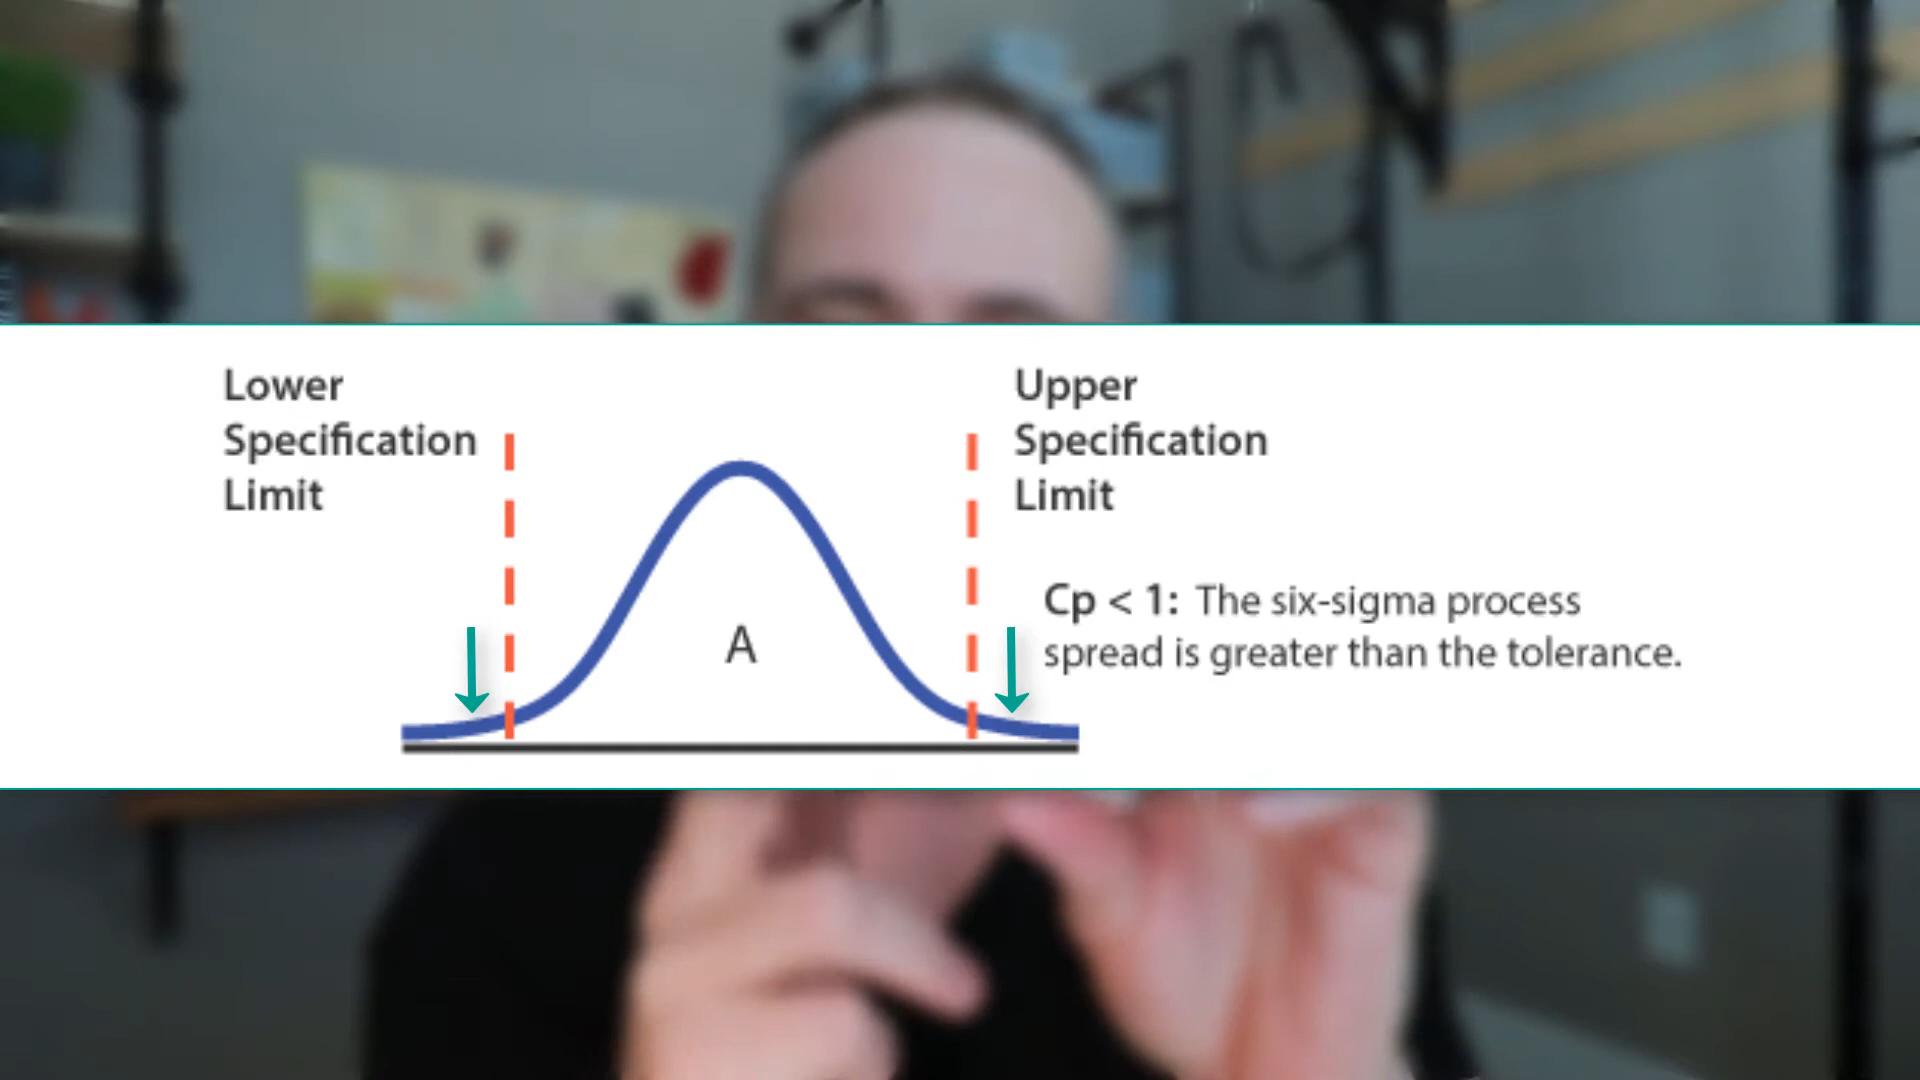 Lower
Specification
Limit
Upper
Specification
Limit
Cp < 1: The six-sigma process
spread is greater than the tolerance.
A